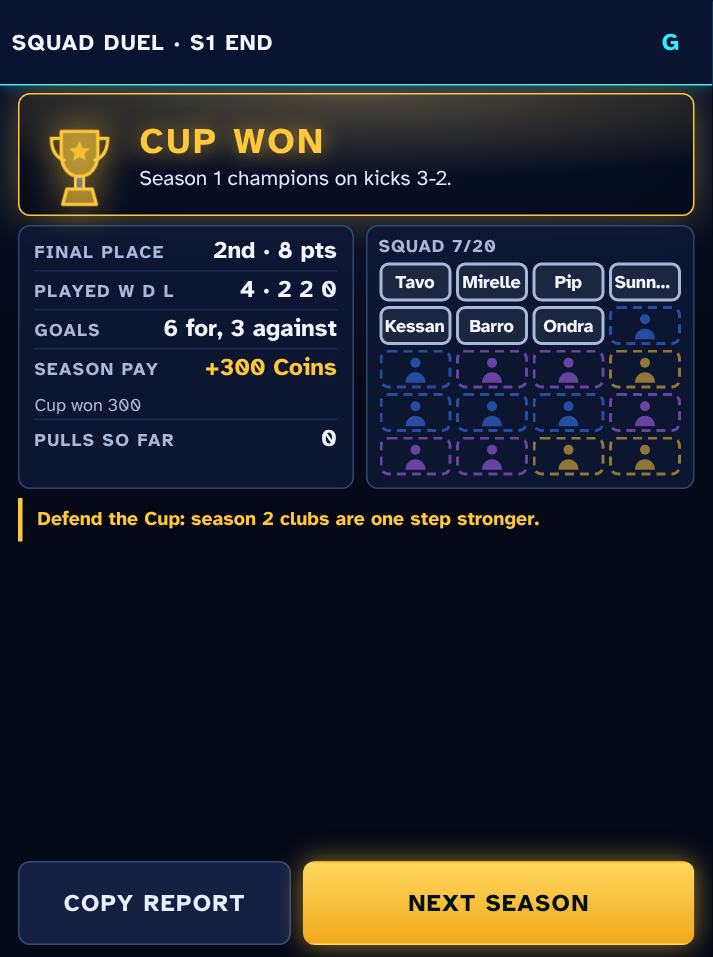 SQUAD DUEL · S1 END
G
CUP WON
Season 1 champions on kicks 3-2.
FINAL PLACE 2nd · 8 pts
PLAYED W D L 4 · 2 2 0
GOALS 6 for, 3 against
SEASON PAY +300 Coins
Cup won 300
PULLS SO FAR 0
SQUAD 7/20
Tavo Mirelle Pip Sunn...
Kessan Barro Ondra
Defend the Cup: season 2 clubs are one step stronger.
COPY REPORT
NEXT SEASON